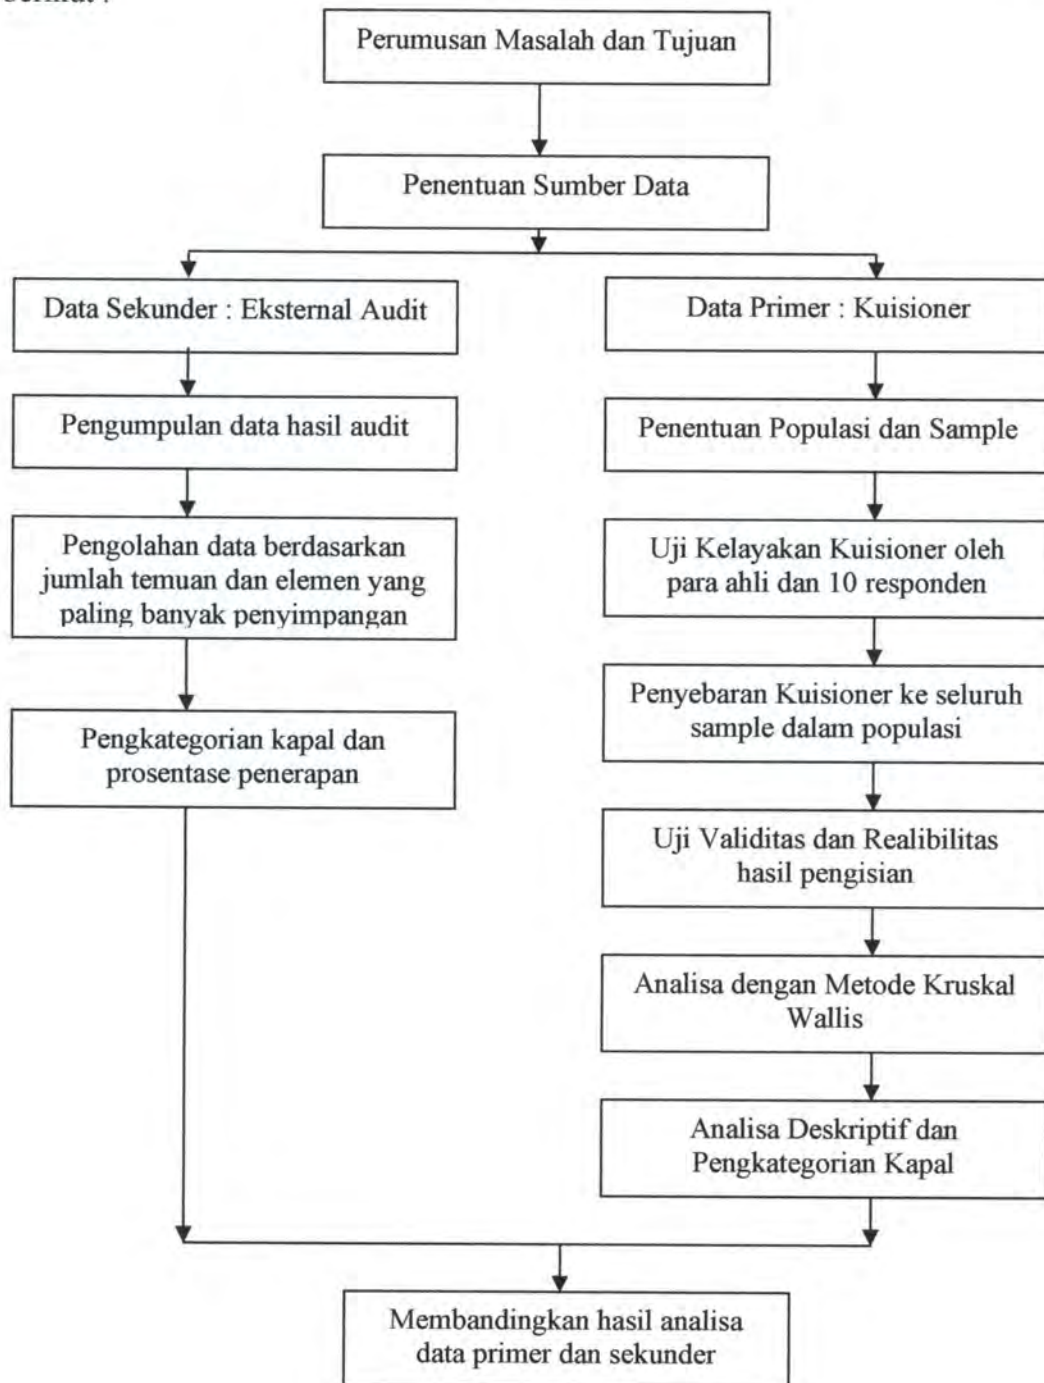 Perumusan Masalah dan Tujuan
Penentuan Sumber Data
Data Sekunder : Eksternal Audit
Pengumpulan data hasil audit
Pengolahan data berdasarkan
jumlah temuan dan elemen yang
paling banyak penyimpangan
Pengkategorian kapal dan
prosentase penerapan
Data Primer : Kuisioner
Penentuan Populasi dan Sample
Uji Kelayakan Kuisioner oleh
para ahli dan 10 responden
Penyebaran Kuisioner ke seluruh
sample dalam populasi
Uji Validitas dan Realibilitas
hasil pengisian
Analisa dengan Metode Kruskal
Wallis
Analisa Deskriptif dan
Pengkategorian Kapal
Membandingkan hasil analisa
data primer dan sekunder